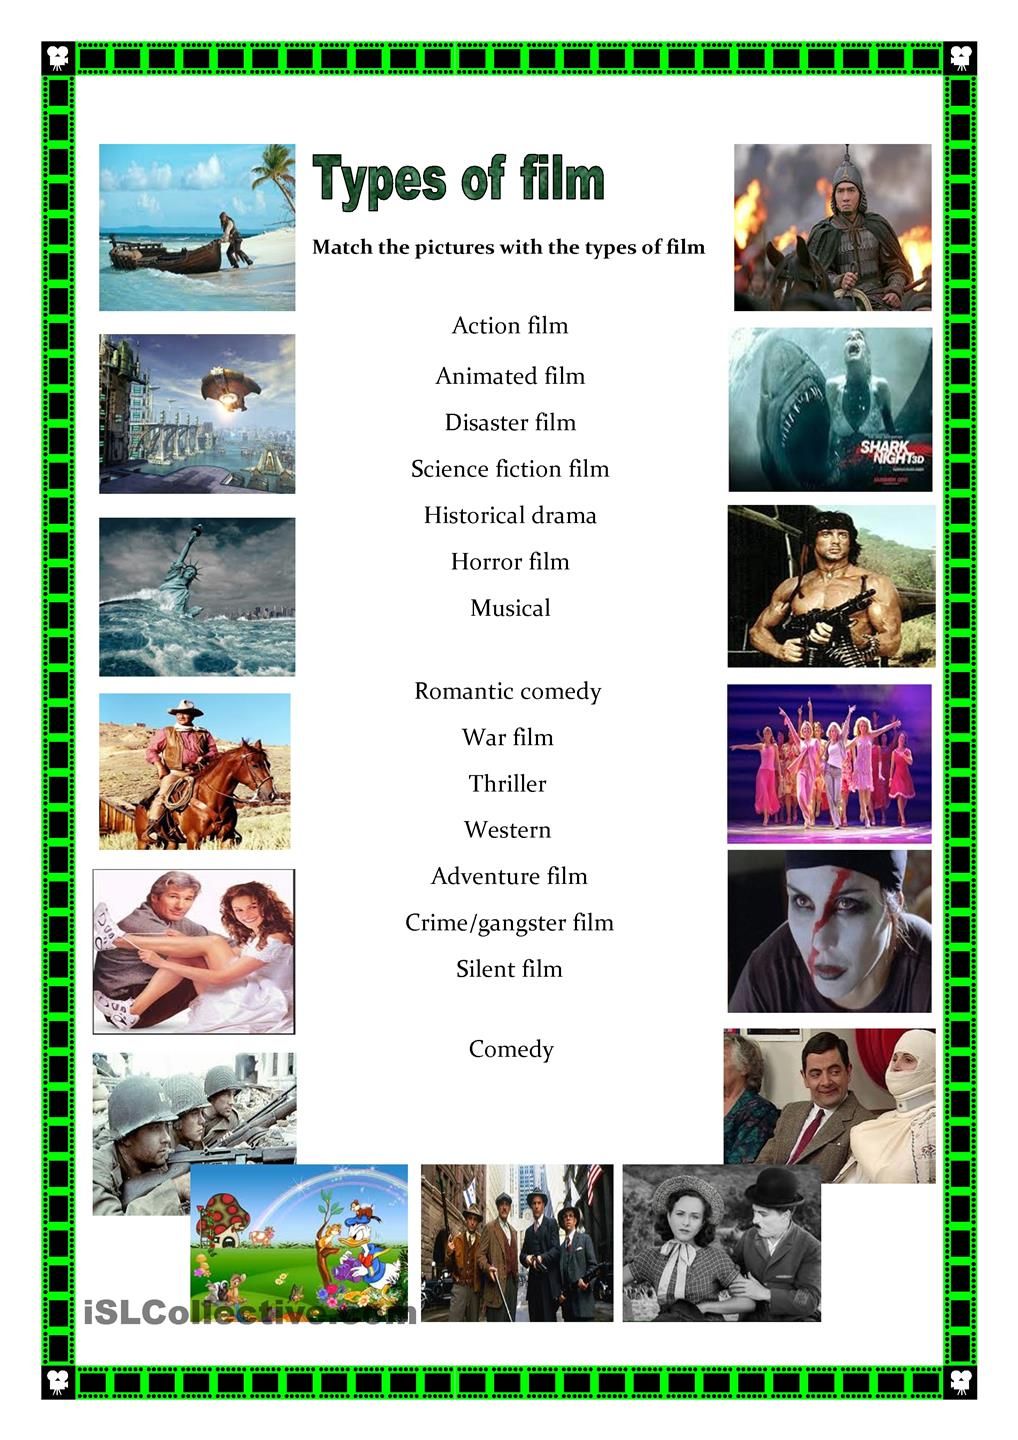 Types of film
Match the pictures with the types of film
Action film
Animated film
Disaster film
Science fiction film
Historical drama
Horror film
Musical
Romantic comedy
War film
Thriller
Western
Adventure film
Crime/gangster film
Silent film
Comedy
SHARK
NIGHT3D
iSLCollective.com